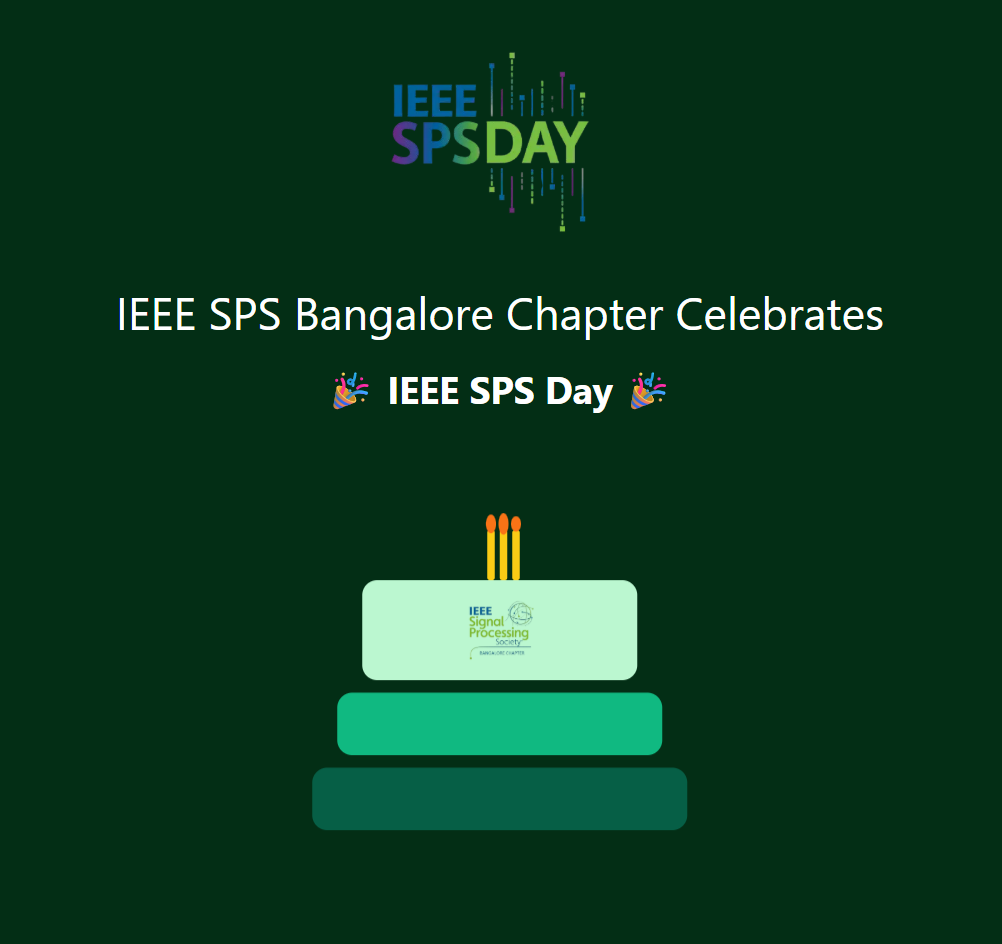 IEEE
SPSDAY
IEEE SPS Bangalore Chapter Celebrates
🎉 IEEE SPS Day 🎉
IEEE
Signal
Processing
Society
BANGALORE CHAPTER